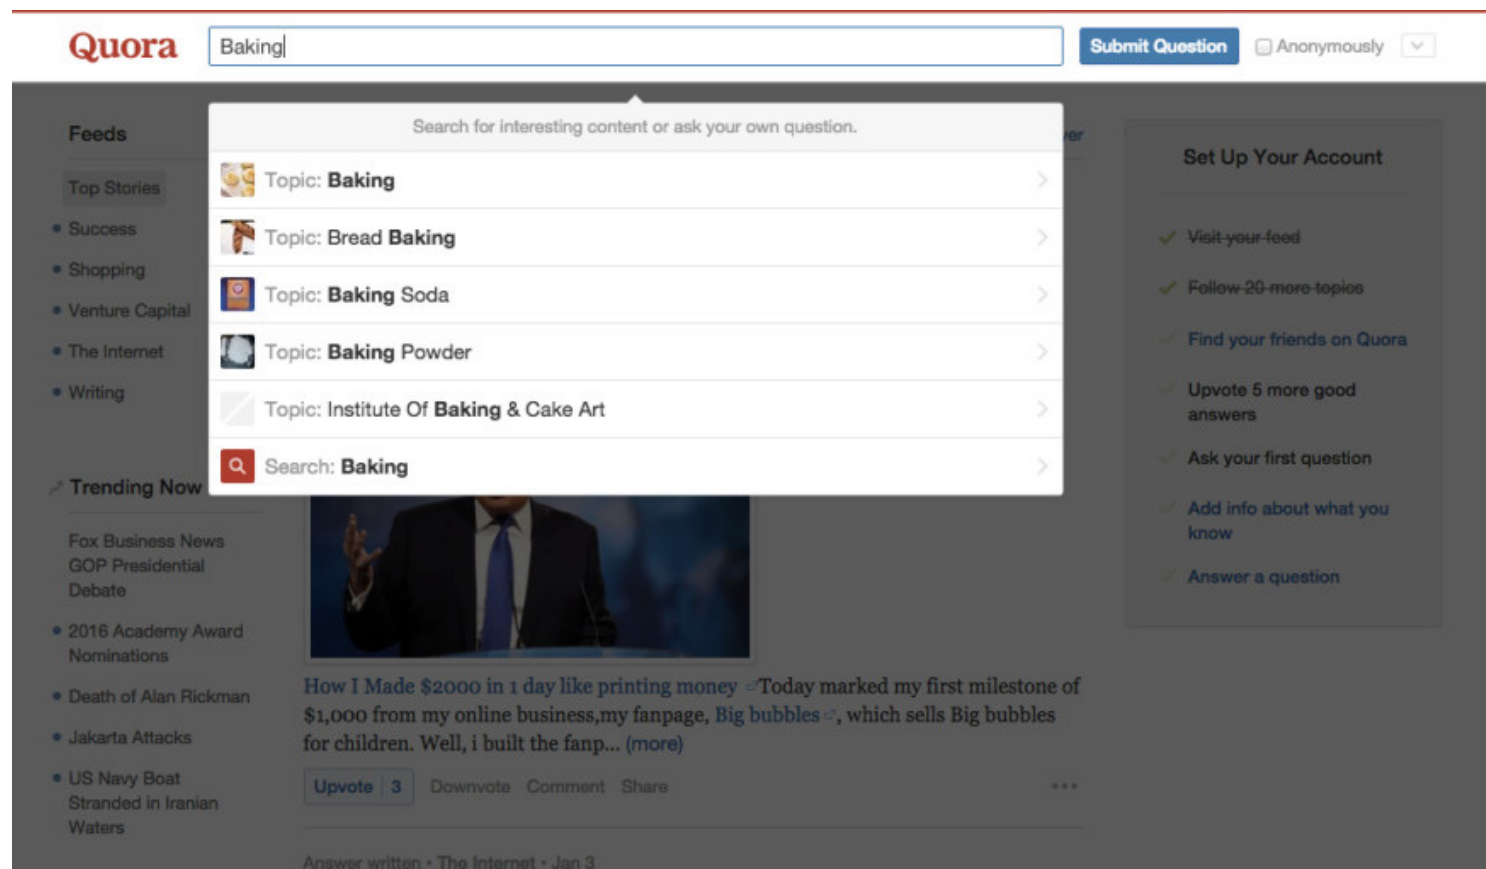 Quora
Baking
Submit Question
Anonymously
Search for interesting content or ask your own question.
Topic: Baking
Topic: Bread Baking
Topic: Baking Soda
Topic: Baking Powder
Topic: Institute Of Baking & Cake Art
Search: Baking
Feeds
Top Stories
Success
Shopping
Venture Capital
The Internet
Writing
Trending Now
Fox Business News
GOP Presidential
Debate
2016 Academy Award
Nominations
Death of Alan Rickman
Jakarta Attacks
US Navy Boat
Stranded in Iranian
Waters
How I Made $2000 in 1 day like printing money Today marked my first milestone of
$1,000 from my online business,my fanpage, Big bubbles , which sells Big bubbles
for children. Well, i built the fanp... (more)
Upvote 3 Downvote Comment Share
Answer written • The Internet • Jan 3
Set Up Your Account
Visit your feed
Follow 20 more topics
Find your friends on Quora
Upvote 5 more good
answers
Ask your first question
Add info about what you
know
Answer a question